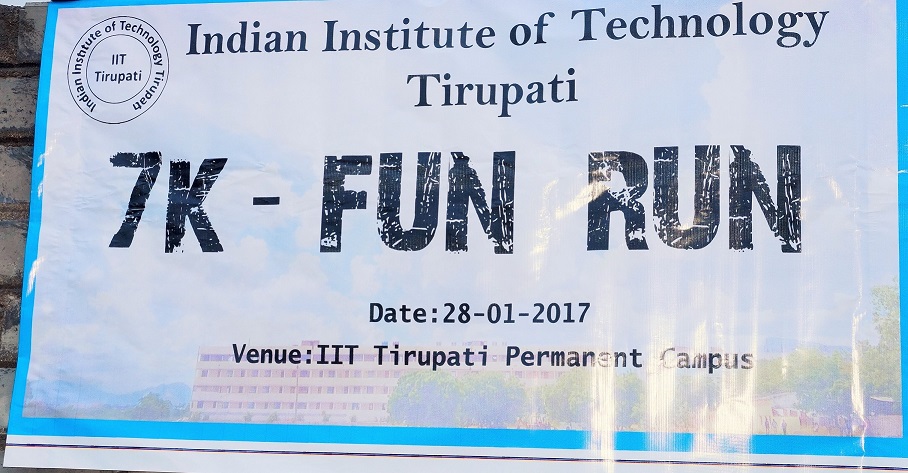 Indian Institute of Technology Tirupati
IIT
Tirupati
Indian Institute of Technology
Tirupati
7K - FUN RUN
Date:28-01-2017
Venue:IIT Tirupati Permanent Campus